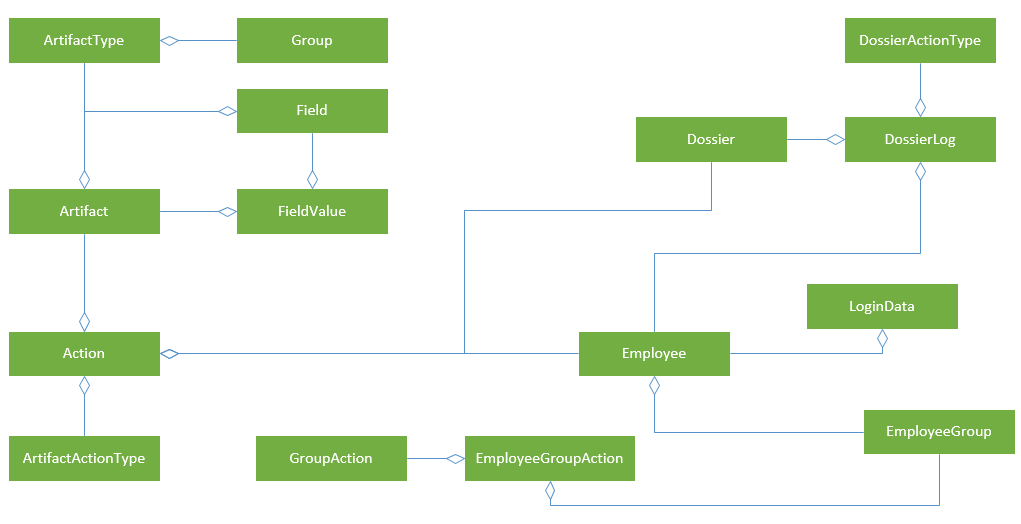 ArtifactType
Group
DossierActionType
Field
Dossier
DossierLog
Artifact
FieldValue
LoginData
Action
Employee
EmployeeGroup
ArtifactActionType
GroupAction
EmployeeGroupAction